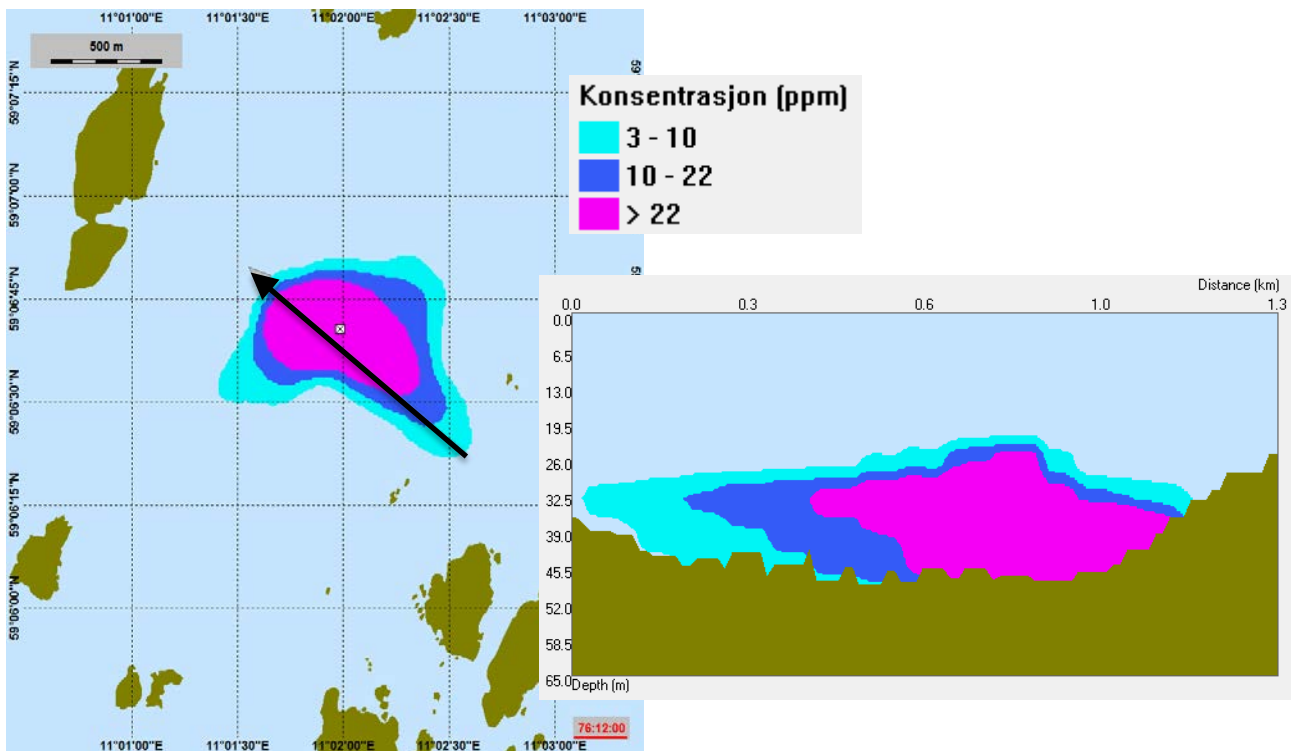 11°01'00"E 11°01'30"E 11°02'00"E 11°02'30"E 11°03'00"E
500 m
59°07'15"N
59°07'00"N
59°06'45"N
59°06'30"N
59°06'15"N
59°06'00"N
59°
5
11°01'00"E 11°01'30"E 11°02'00"E 11°02'30"E 11°03'00"E
76:12:00
Konsentrasjon (ppm)
3 - 10
10 - 22
> 22
Distance (km)
0.0 0.3 0.6 1.0 1.3
0.0
6.5
13.0
19.5
26.0
32.5
39.0
45.5
52.0
58.5
65.0
Depth (m)